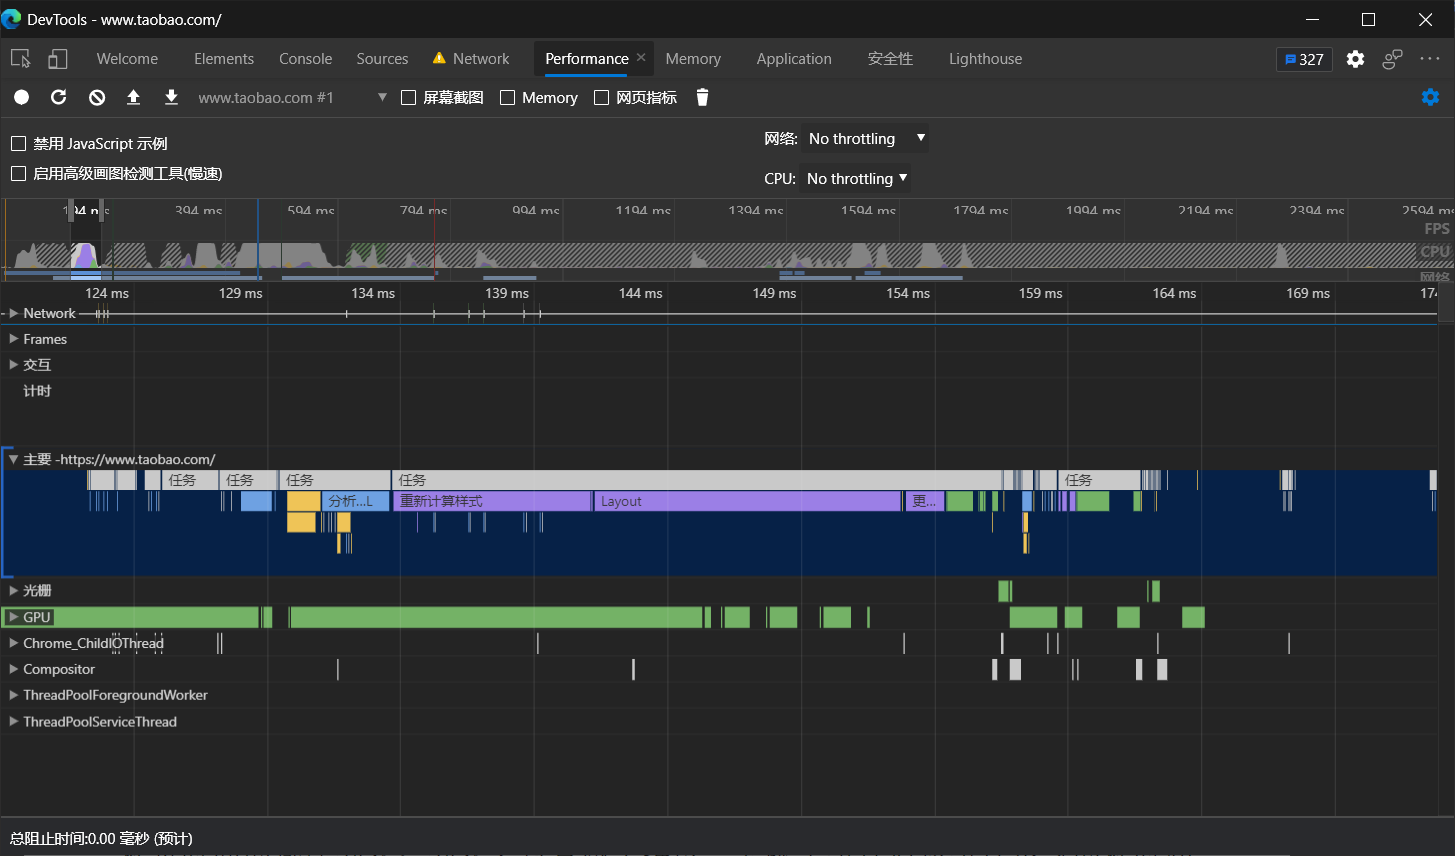 DevTools - www.taobao.com/
Welcome Elements Console Sources Network Performance Memory Application 安全性 Lighthouse 327
www.taobao.com #1 屏幕截图 Memory 网页指标
禁用 JavaScript 示例 网络: No throttling
启用高级画图检测工具(慢速) CPU: No throttling
394 ms 594 ms 794 ms 994 ms 1194 ms 1394 ms 1594 ms 1794 ms 1994 ms 2194 ms 2394 ms 2594 ms
FPS
CPU
网络
124 ms 129 ms 134 ms 139 ms 144 ms 149 ms 154 ms 159 ms 164 ms 169 ms 174
Network
Frames
交互
计时
主要 -https://www.taobao.com/
任务 任务 任务 任务 任务
分析...L 重新计算样式 Layout 更...
光栅
GPU
Chrome_ChildIOThread
Compositor
ThreadPoolForegroundWorker
ThreadPoolServiceThread
总阻止时间:0.00 毫秒 (预计)